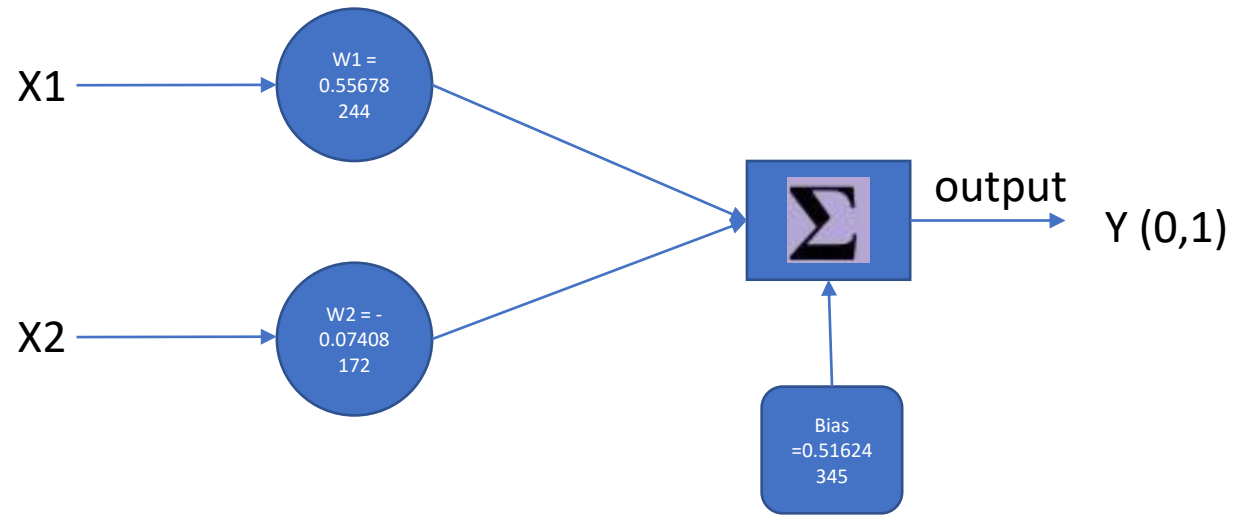 X1
W1 =
0.55678
244
X2
W2 = -
0.07408
172
Σ
output
Y (0,1)
Bias
=0.51624
345